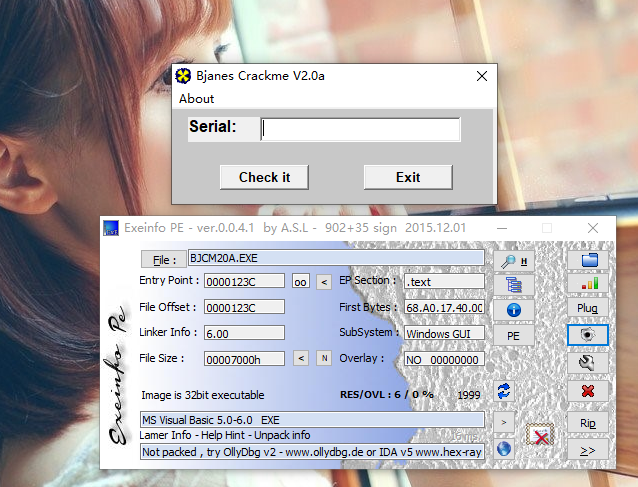 Bjanes Crackme V2.0a
About
Serial:
Check it
Exit
Exeinfo PE - ver.0.0.4.1 by A.S.L - 902+35 sign 2015.12.01
File : BJCM20A.EXE H
Entry Point : 0000123C oo < EP Section : .text
File Offset : 0000123C First Bytes : 68.A0.17.40.00 Plug
Linker Info : 6.00 SubSystem : Windows GUI PE
File Size : 00007000h < N Overlay : NO 00000000
Image is 32bit executable RES/OVL : 6 / 0 % 1999
MS Visual Basic 5.0-6.0 EXE > Rip
Lamer Info - Help Hint - Unpack info
Not packed , try OllyDbg v2 - www.ollydbg.de or IDA v5 www.hex-ray >>
Exeinfo Pe